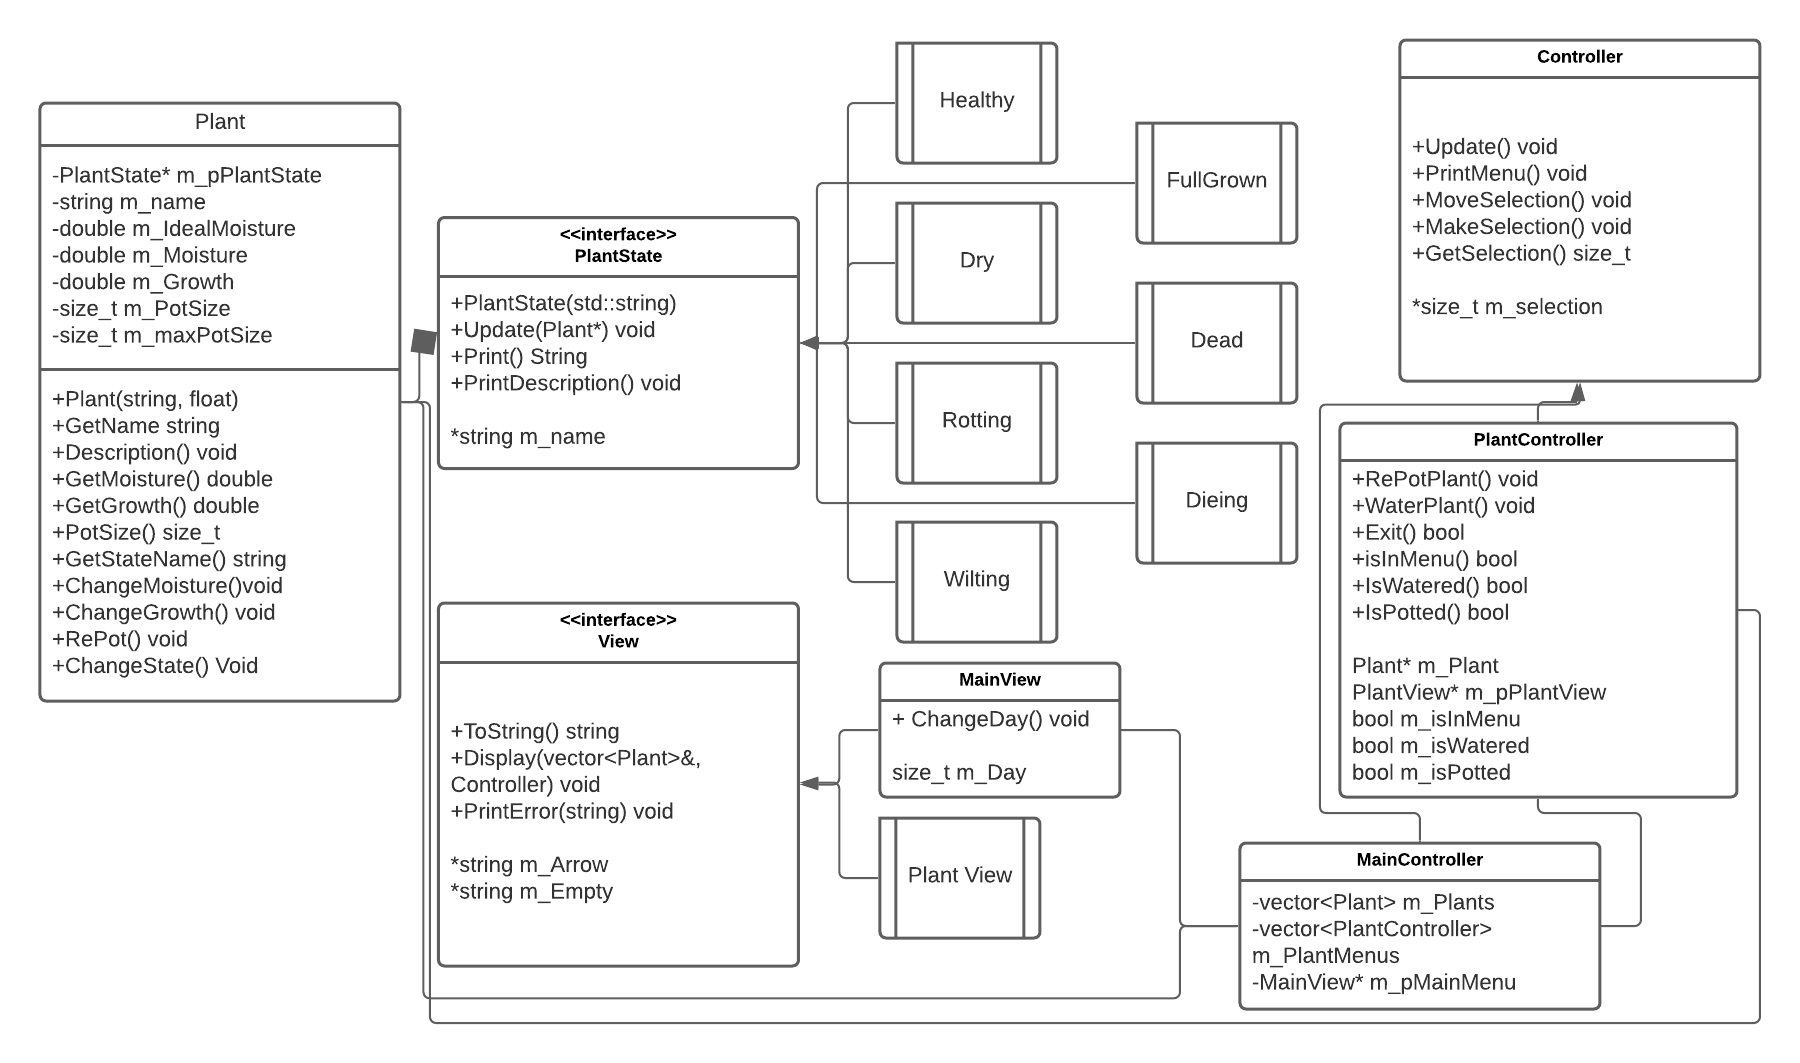 Plant
-PlantState* m_pPlantState
-string m_name
-double m_IdealMoisture
-double m_Moisture
-double m_Growth
-size_t m_PotSize
-size_t m_maxPotSize
+Plant(string, float)
+GetName string
+Description() void
+GetMoisture() double
+GetGrowth() double
+PotSize() size_t
+GetStateName() string
+ChangeMoisture()void
+ChangeGrowth() void
+RePot() void
+ChangeState() Void
<<interface>>
PlantState
+PlantState(std::string)
+Update(Plant*) void
+Print() String
+PrintDescription() void
*string m_name
Healthy
FullGrown
Dry
Dead
Rotting
Dieing
Wilting
<<interface>>
View
+ToString() string
+Display(vector<Plant>&,
Controller) void
+PrintError(string) void
*string m_Arrow
*string m_Empty
MainView
+ ChangeDay() void
size_t m_Day
Plant View
Controller
+Update() void
+PrintMenu() void
+MoveSelection() void
+MakeSelection() void
+GetSelection() size_t
*size_t m_selection
PlantController
+RePotPlant() void
+WaterPlant() void
+Exit() bool
+isInMenu() bool
+IsWatered() bool
+IsPotted() bool
Plant* m_Plant
PlantView* m_pPlantView
bool m_isInMenu
bool m_isWatered
bool m_isPotted
MainController
-vector<Plant> m_Plants
-vector<PlantController>
m_PlantMenus
-MainView* m_pMainMenu